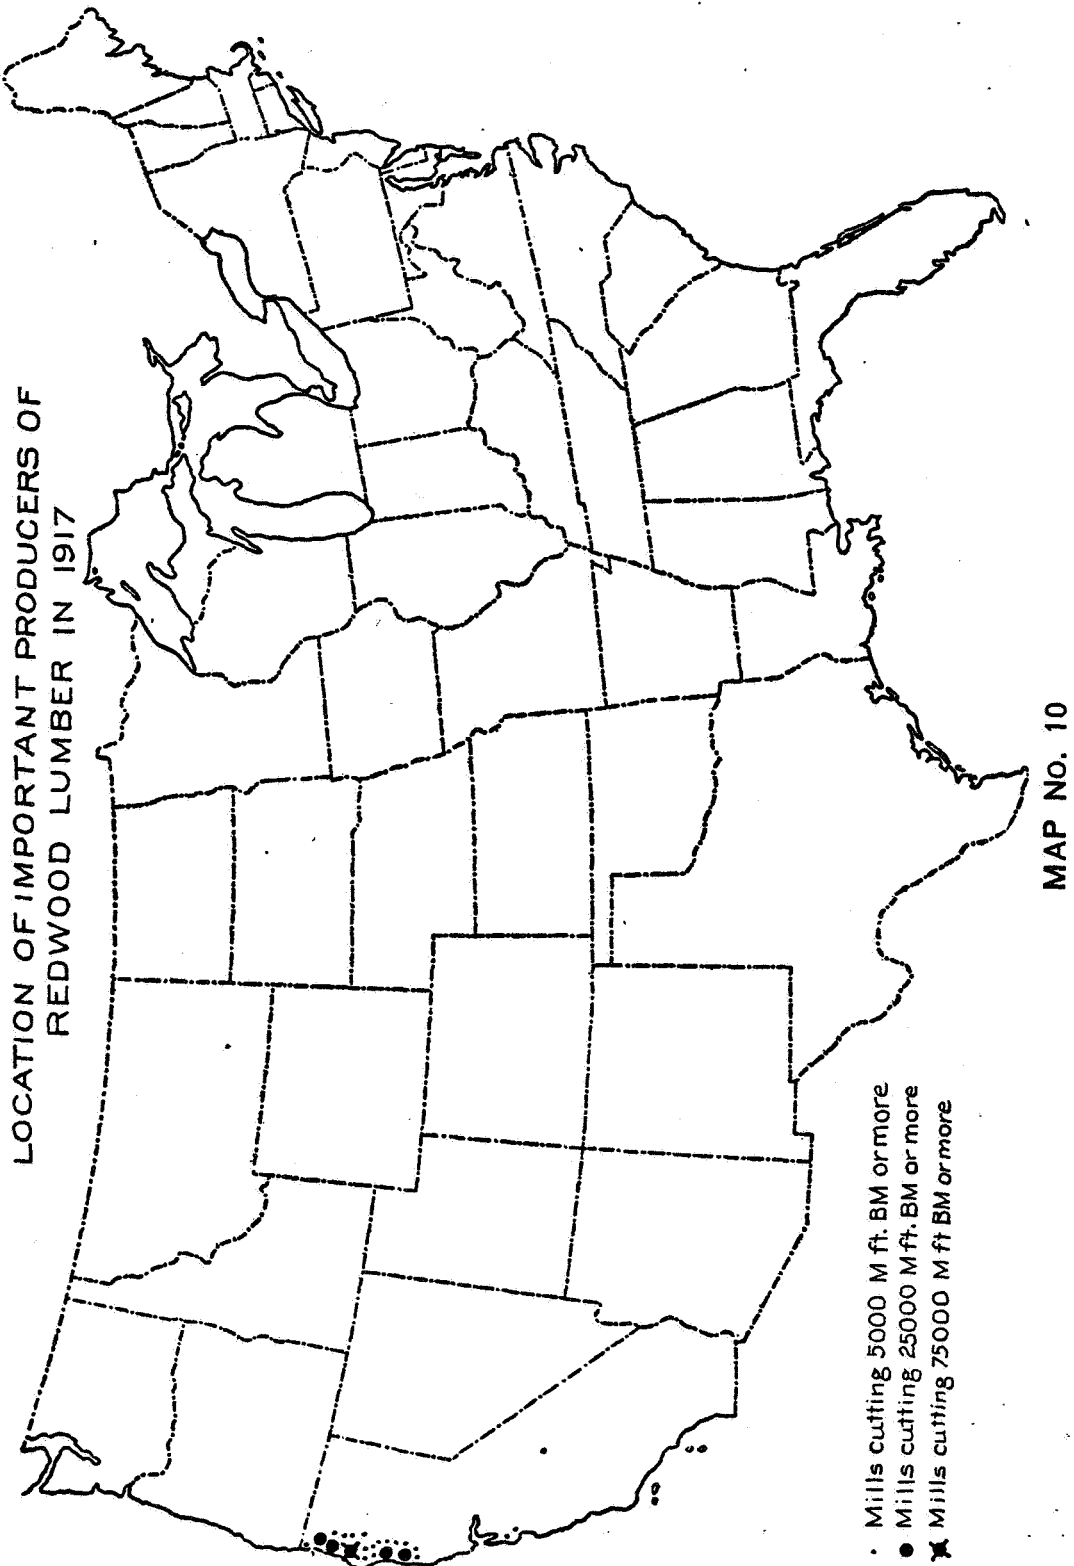 LOCATION OF IMPORTANT PRODUCERS OF
REDWOOD LUMBER IN 1917
· Mills cutting 5000 M ft. BM or more
● Mills cutting 25000 M ft. BM or more
✖ Mills cutting 75000 M ft BM or more
MAP No. 10